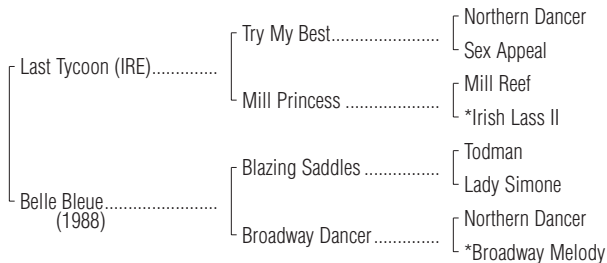 Northern Dancer
Try My Best....................
Sex Appeal
Last Tycoon (IRE).............
Mill Reef
Mill Princess ..................
*Irish Lass II
Todman
Blazing Saddles ..............
Lady Simone
Belle Bleue......................
(1988)
Northern Dancer
Broadway Dancer............
*Broadway Melody